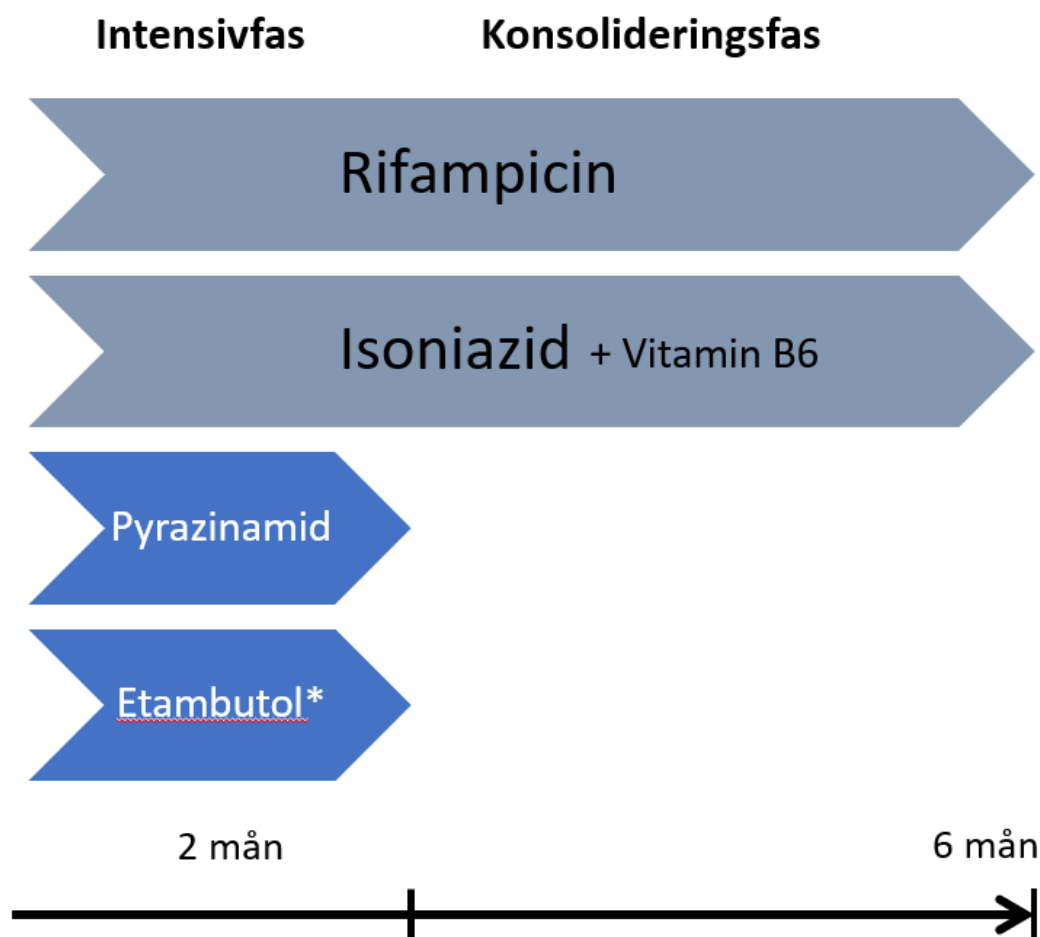 Intensivfas Konsolideringsfas
Rifampicin
Isoniazid + Vitamin B6
Pyrazinamid
Etambutol*
2 mån 6 mån